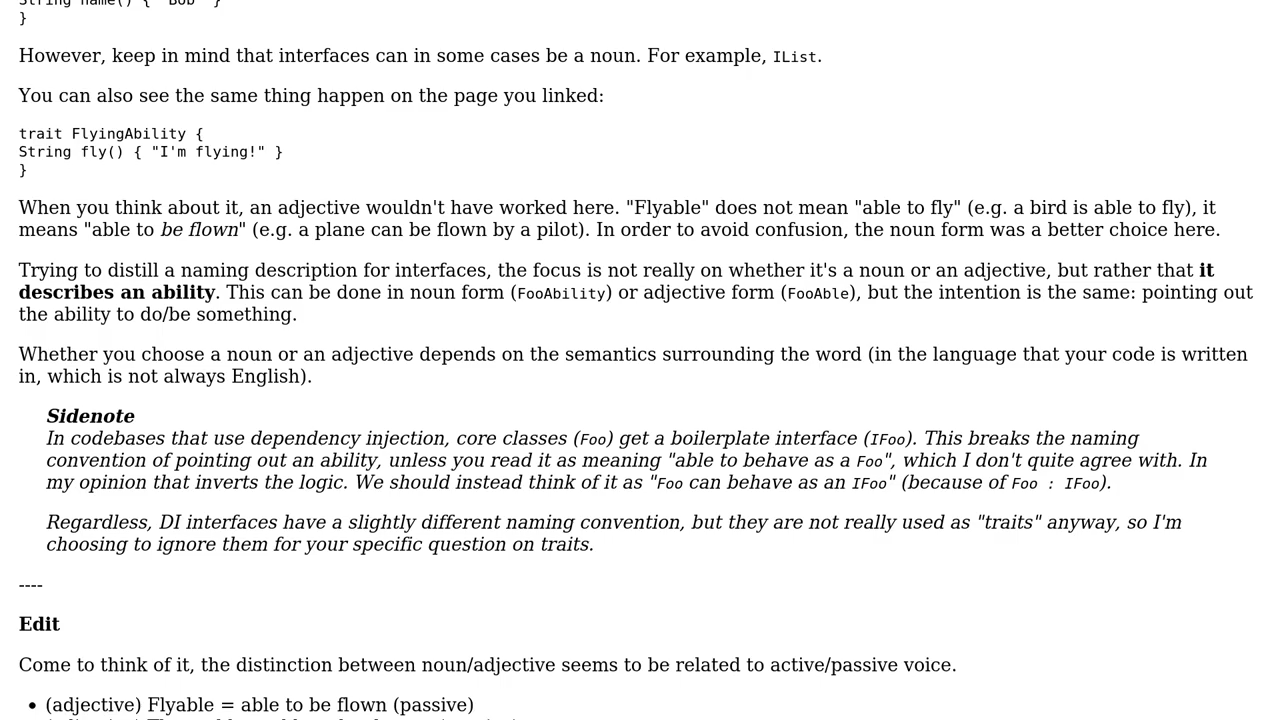 String name() { "Bob" }
}
However, keep in mind that interfaces can in some cases be a noun. For example, IList.
You can also see the same thing happen on the page you linked:
trait FlyingAbility {
String fly() { "I'm flying!" }
}
When you think about it, an adjective wouldn't have worked here. "Flyable" does not mean "able to fly" (e.g. a bird is able to fly), it
means "able to be flown" (e.g. a plane can be flown by a pilot). In order to avoid confusion, the noun form was a better choice here.
Trying to distill a naming description for interfaces, the focus is not really on whether it's a noun or an adjective, but rather that it
describes an ability. This can be done in noun form (FooAbility) or adjective form (FooAble), but the intention is the same: pointing out
the ability to do/be something.
Whether you choose a noun or an adjective depends on the semantics surrounding the word (in the language that your code is written
in, which is not always English).
Sidenote
In codebases that use dependency injection, core classes (Foo) get a boilerplate interface (IFoo). This breaks the naming
convention of pointing out an ability, unless you read it as meaning "able to behave as a Foo", which I don't quite agree with. In
my opinion that inverts the logic. We should instead think of it as "Foo can behave as an IFoo" (because of Foo : IFoo).
Regardless, DI interfaces have a slightly different naming convention, but they are not really used as "traits" anyway, so I'm
choosing to ignore them for your specific question on traits.
----
Edit
Come to think of it, the distinction between noun/adjective seems to be related to active/passive voice.
• (adjective) Flyable = able to be flown (passive)